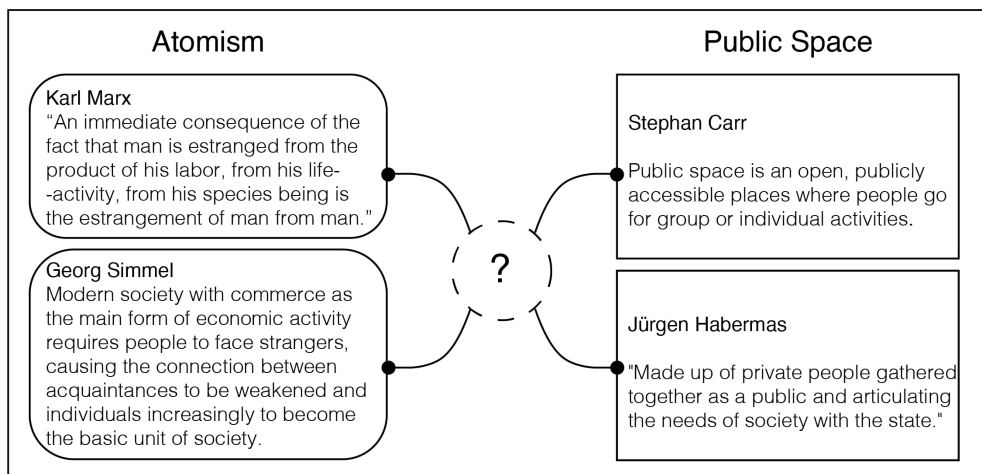 Atomism
Karl Marx
“An immediate consequence of the
fact that man is estranged from the
product of his labor, from his life-
-activity, from his species being is
the estrangement of man from man.”
Georg Simmel
Modern society with commerce as
the main form of economic activity
requires people to face strangers,
causing the connection between
acquaintances to be weakened and
individuals increasingly to become
the basic unit of society.
?
Public Space
Stephan Carr
Public space is an open, publicly
accessible places where people go
for group or individual activities.
Jürgen Habermas
"Made up of private people gathered
together as a public and articulating
the needs of society with the state."